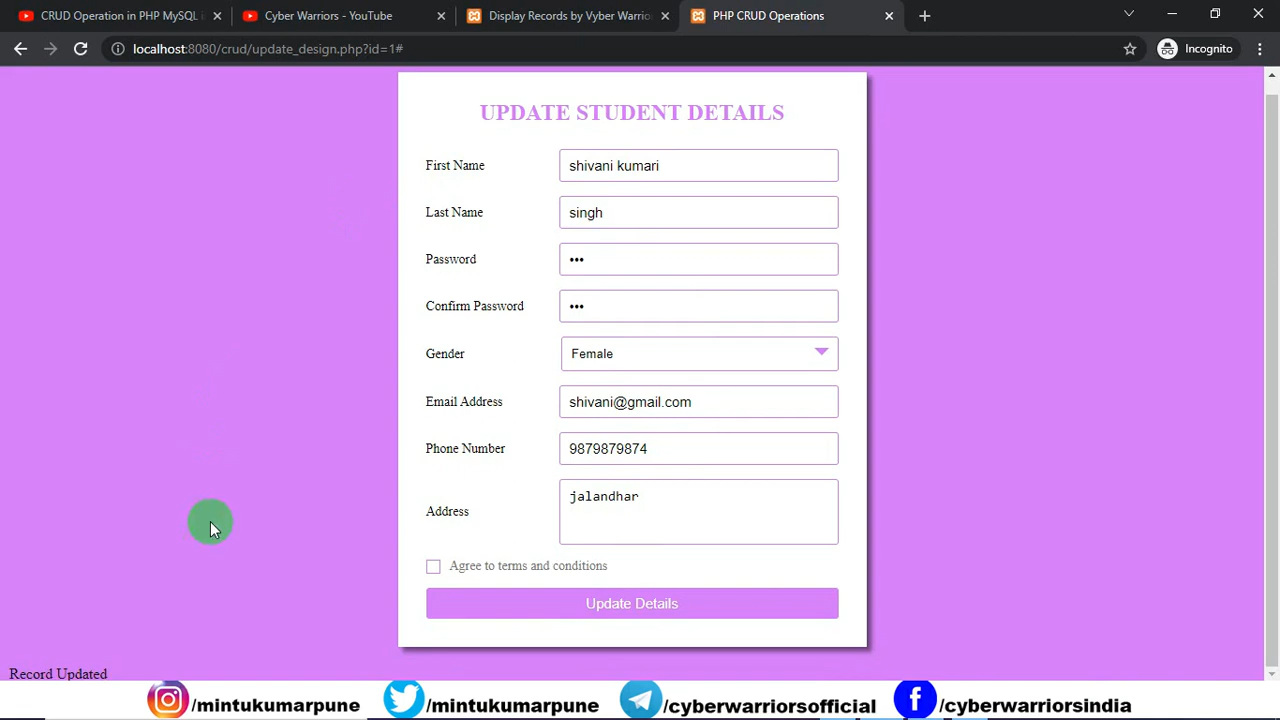 CRUD Operation in PHP MySQL i
Cyber Warriors - YouTube
Display Records by Vyber Warrio
PHP CRUD Operations
localhost:8080/crud/update_design.php?id=1#
Incognito
UPDATE STUDENT DETAILS
First Name
shivani kumari
Last Name
singh
Password
•••
Confirm Password
•••
Gender
Female
Email Address
shivani@gmail.com
Phone Number
9879879874
Address
jalandhar
Agree to terms and conditions
Update Details
Record Updated
/mintukumarpune
/mintukumarpune
/cyberwarriorsofficial
/cyberwarriorsindia